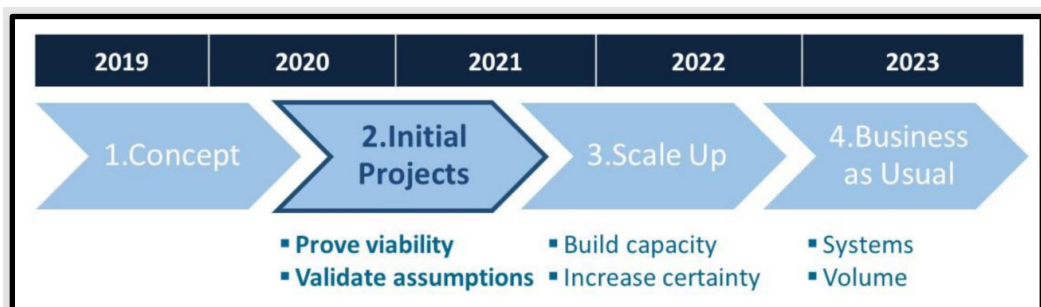 2019 2020 2021 2022 2023
1.Concept
2.Initial
Projects
3.Scale Up
4.Business
as Usual
▪ Prove viability
▪ Validate assumptions
▪ Build capacity
▪ Increase certainty
▪ Systems
▪ Volume